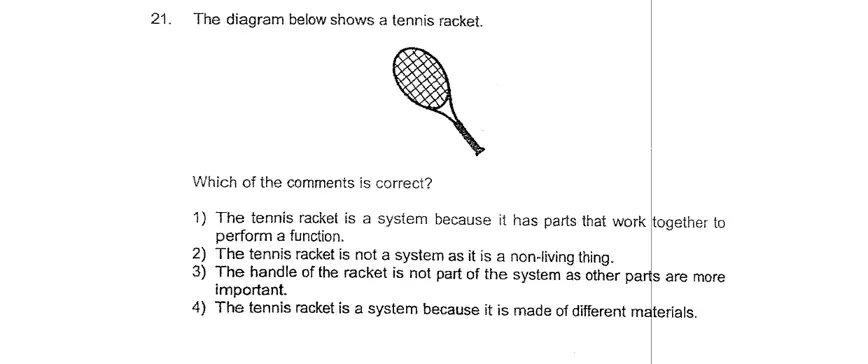 21. The diagram below shows a tennis racket.
Which of the comments is correct?
1) The tennis racket is a system because it has parts that work together to
perform a function.
2) The tennis racket is not a system as it is a non-living thing.
3) The handle of the racket is not part of the system as other parts are more
important.
4) The tennis racket is a system because it is made of different materials.